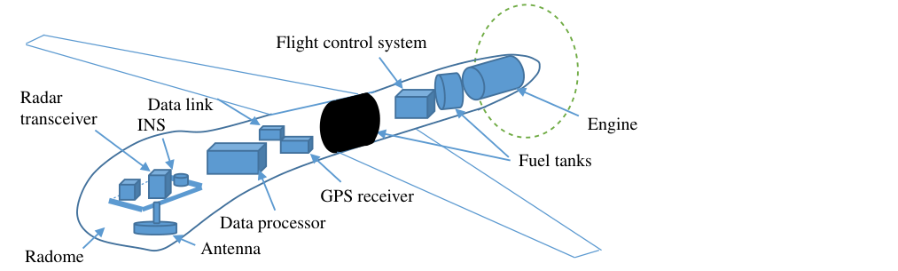 Flight control system
Radar
transceiver
Data link
INS
Engine
Fuel tanks
GPS receiver
Data processor
Antenna
Radome